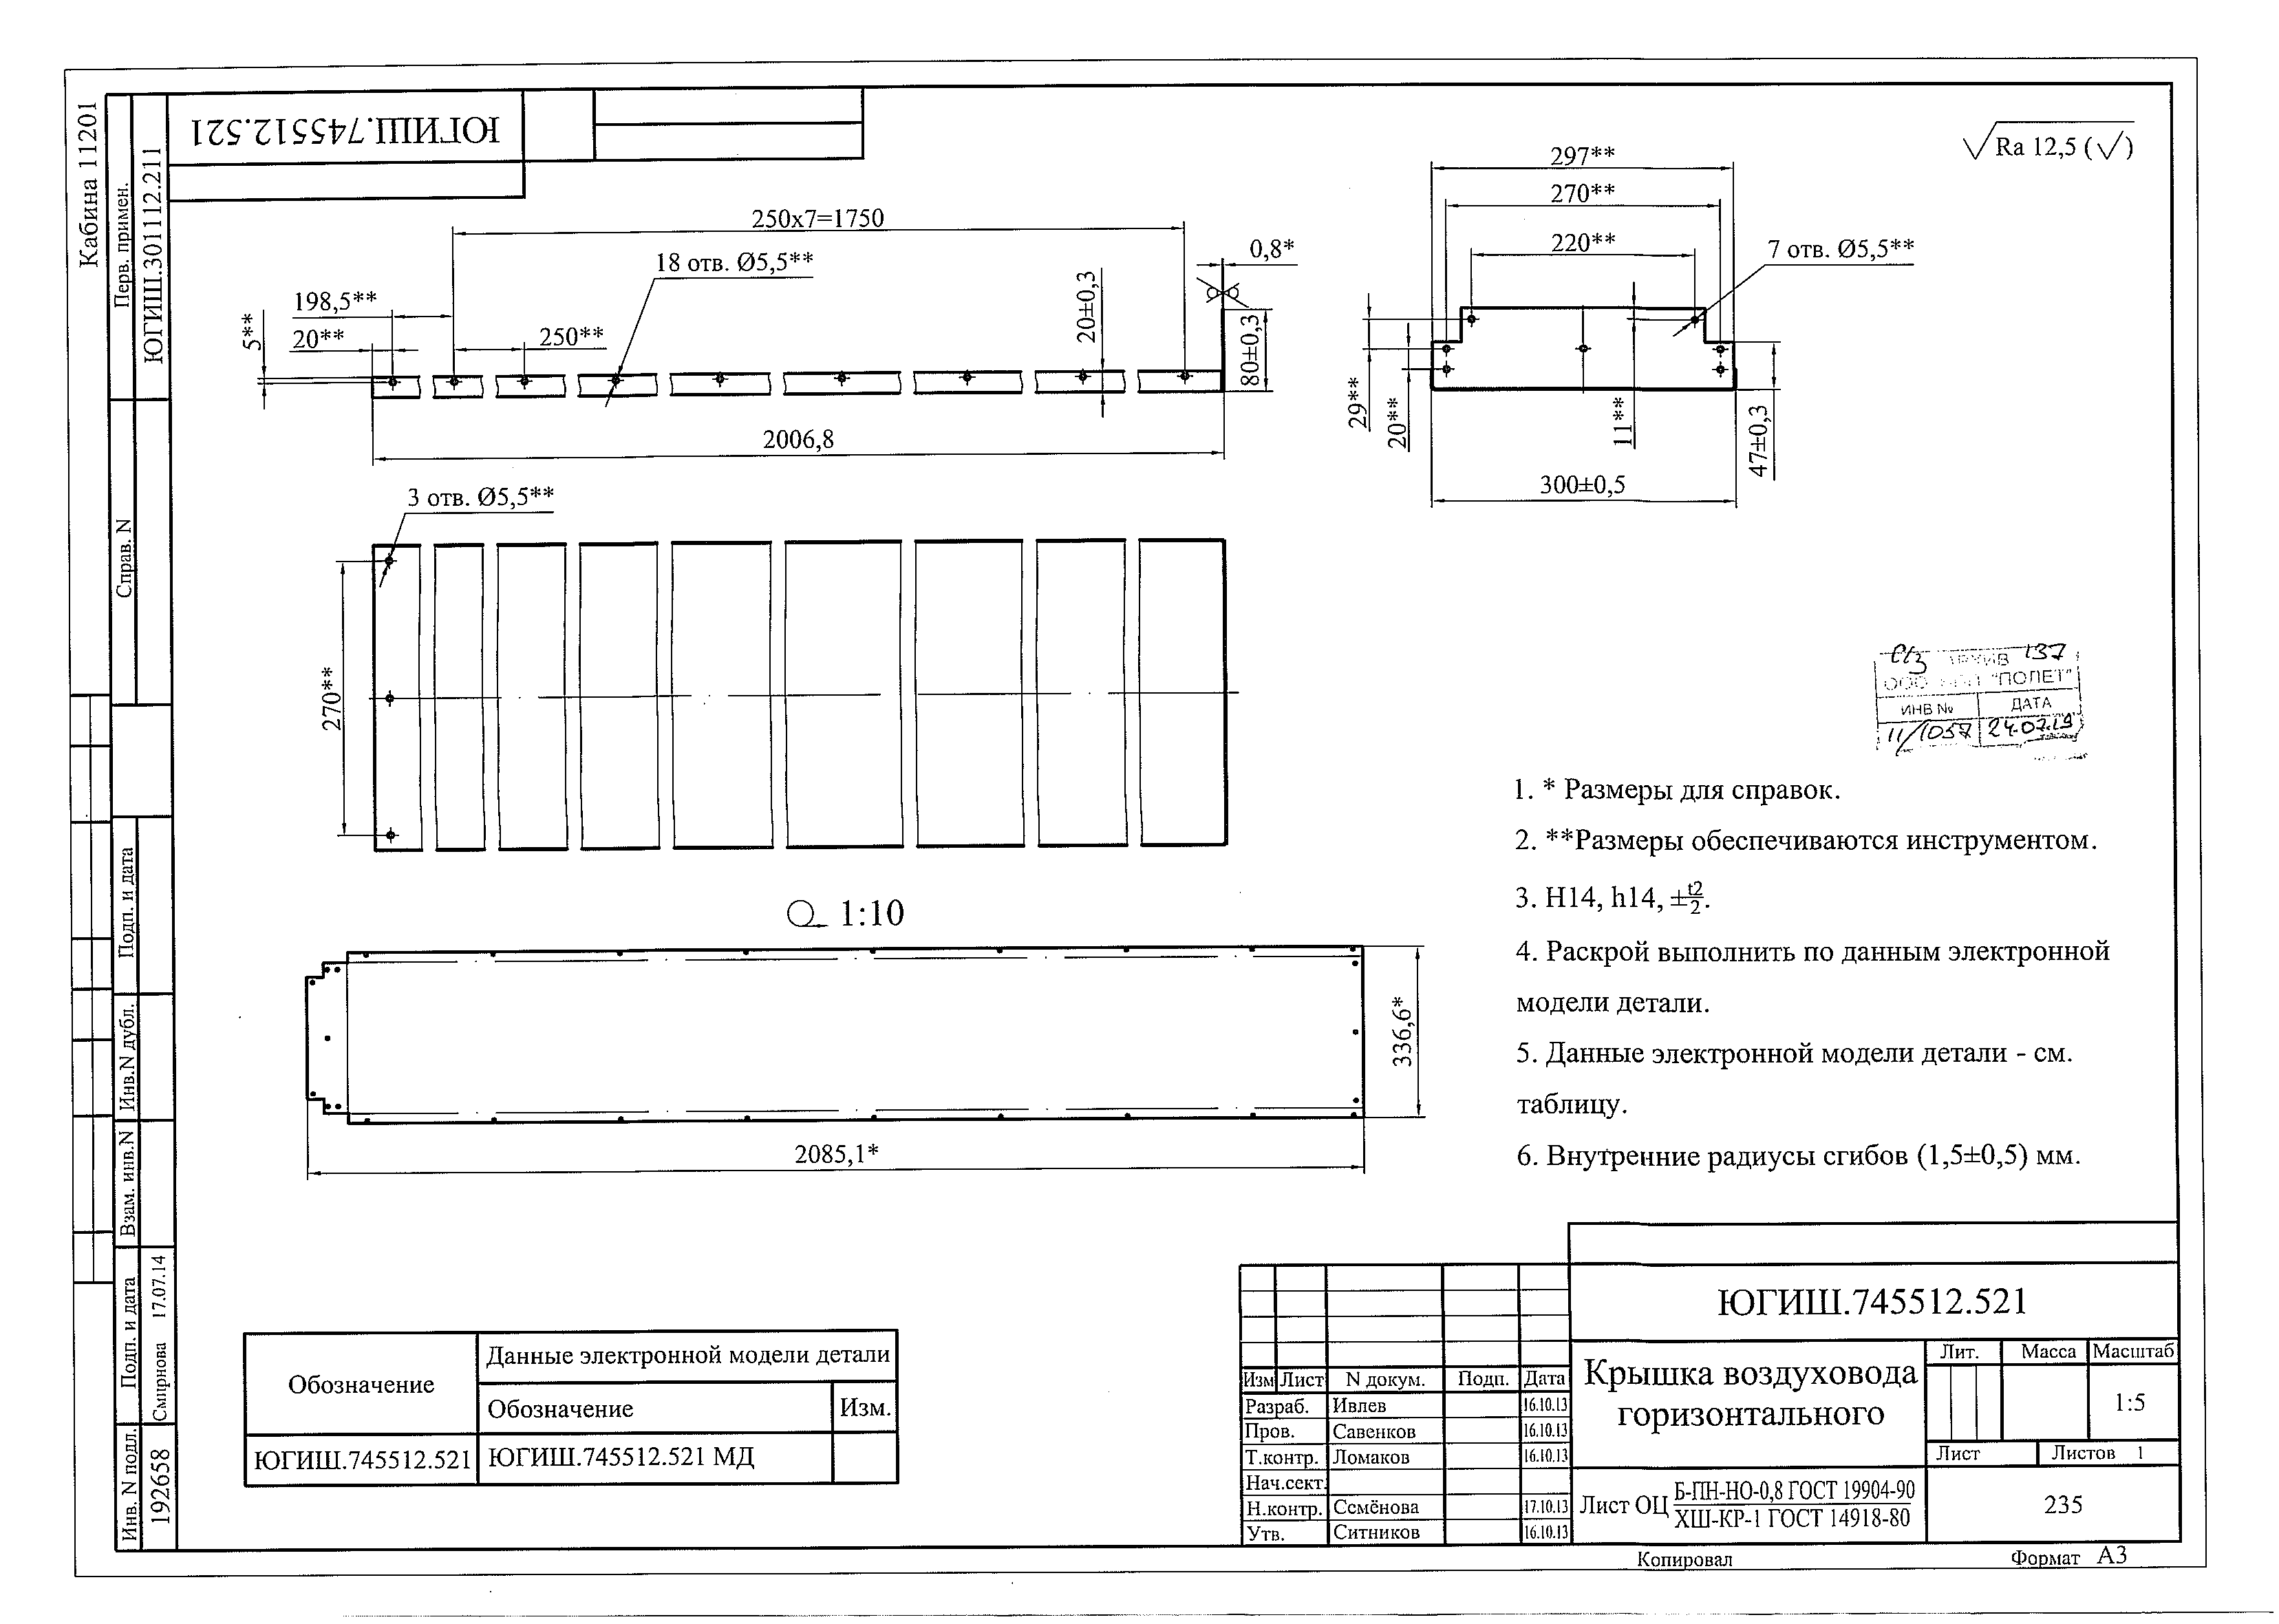 Кабина 11201
Перв. примен.
ЮГИШ.301112.211
Справ. N
Подп. и дата
Инв.N дубл.
Взам. инв.N
Подп. и дата
Смирнова 17.07.14
Инв. N подл.
192658
ЮГИШ.745512.521
Ra 12,5 (√)
250x7=1750
18 отв. Ø5,5**
198,5**
20**
5**
250**
20±0,3
0,8*
80±0,3
2006,8
297**
270**
220**
7 отв. Ø5,5**
29**
20**
11**
47±0,3
300±0,5
3 отв. Ø5,5**
270**
1:10
336,6*
2085,1*
АРХИВ 137
ООО "ПОЛЕТ"
ИНВ № ДАТА
11/1057 24.07.19
1. * Размеры для справок.
2. **Размеры обеспечиваются инструментом.
3. H14, h14, ±t2/2.
4. Раскрой выполнить по данным электронной
модели детали.
5. Данные электронной модели детали - см.
таблицу.
6. Внутренние радиусы сгибов (1,5±0,5) мм.
Обозначение
Данные электронной модели детали
Обозначение Изм.
ЮГИШ.745512.521 ЮГИШ.745512.521 МД
Изм Лист N докум. Подп. Дата
Разраб. Ивлев 16.10.13
Пров. Савенков 16.10.13
Т.контр. Ломаков 16.10.13
Нач.сект.
Н.контр. Семёнова 17.10.13
Утв. Ситников 16.10.13
ЮГИШ.745512.521
Крышка воздуховода
горизонтального
Лит. Масса Масштаб
1:5
Лист Листов 1
Лист ОЦ Б-ПН-НО-0,8 ГОСТ 19904-90
ХШ-КР-1 ГОСТ 14918-80
235
Копировал Формат А3